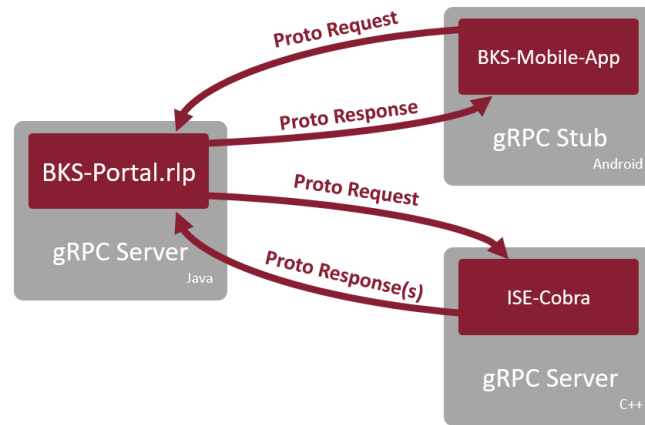 Proto Request
BKS-Mobile-App
Proto Response
gRPC Stub
Android
BKS-Portal.rlp
Proto Request
gRPC Server
Java
Proto Response(s)
ISE-Cobra
gRPC Server
C++